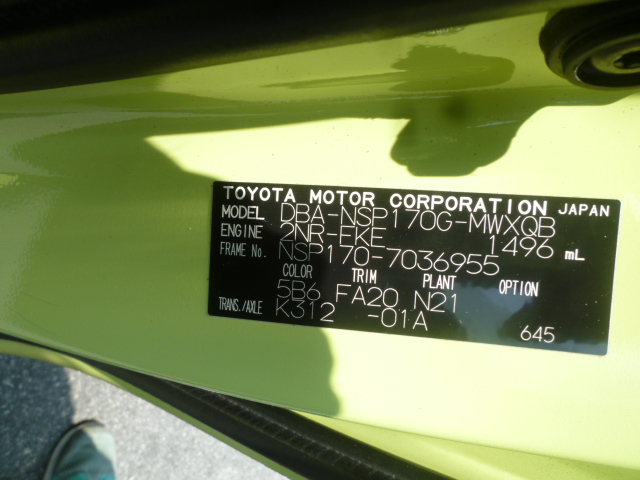 TOYOTA MOTOR CORPORATION JAPAN
MODEL DBA-NSP170G-MWXQB
ENGINE 2NR-FKE 1496 mL
FRAME No. NSP170-7036955
COLOR TRIM PLANT OPTION
5B6 FA20 N21
TRANS./AXLE K312 -01A
645